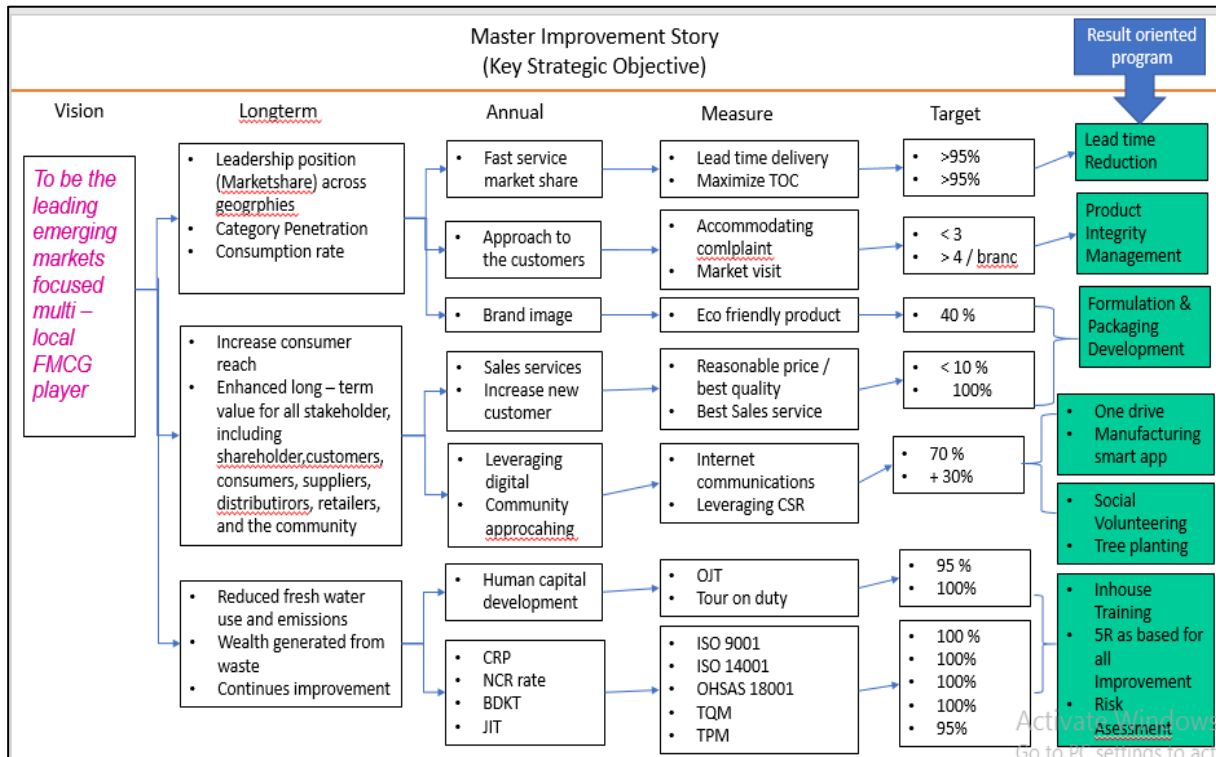 Master Improvement Story
(Key Strategic Objective)
Result oriented
program
Vision
Longterm
Annual
Measure
Target
To be the
leading
emerging
markets
focused
multi –
local
FMCG
player
• Leadership position
(Marketshare) across
geogrphies
• Category Penetration
• Consumption rate
• Fast service
market share
• Lead time delivery
• Maximize TOC
• >95%
• >95%
Lead time
Reduction
• Approach to
the customers
• Accommodating
comlplaint
• Market visit
• < 3
• > 4 / branc
Product
Integrity
Management
• Brand image
• Eco friendly product
• 40 %
Formulation &
Packaging
Development
• Increase consumer
reach
• Enhanced long – term
value for all stakeholder,
including
shareholder,customers,
consumers, suppliers,
distributirors, retailers,
and the community
• Sales services
• Increase new
customer
• Reasonable price /
best quality
• Best Sales service
• < 10 %
• 100%
• Leveraging
digital
• Community
approcahing
• Internet
communications
• Leveraging CSR
• 70 %
• + 30%
• One drive
• Manufacturing
smart app
• Social
Volunteering
• Tree planting
• Reduced fresh water
use and emissions
• Wealth generated from
waste
• Continues improvement
• Human capital
development
• OJT
• Tour on duty
• 95 %
• 100%
• CRP
• NCR rate
• BDKT
• JIT
• ISO 9001
• ISO 14001
• OHSAS 18001
• TQM
• TPM
• 100 %
• 100%
• 100%
• 100%
• 95%
• Inhouse
Training
• 5R as based for
all
Improvement
• Risk
Asessment
Activate Windows
Go to PC settings to act